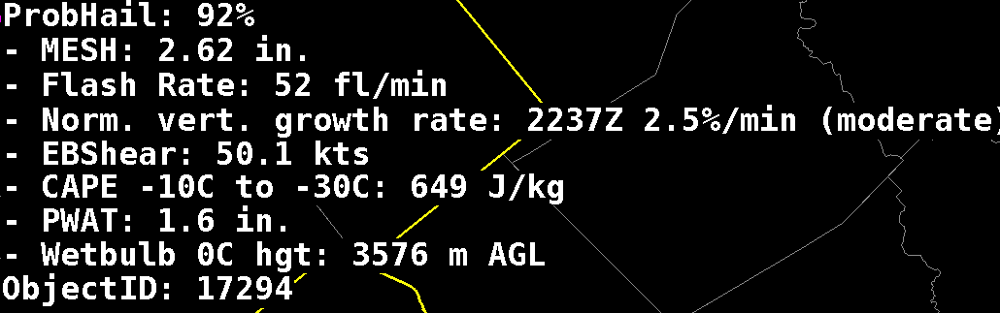 ProbHail: 92%
- MESH: 2.62 in.
- Flash Rate: 52 fl/min
- Norm. vert. growth rate: 2237Z 2.5%/min (moderate)
- EBShear: 50.1 kts
- CAPE -10C to -30C: 649 J/kg
- PWAT: 1.6 in.
- Wetbulb 0C hgt: 3576 m AGL
ObjectID: 17294